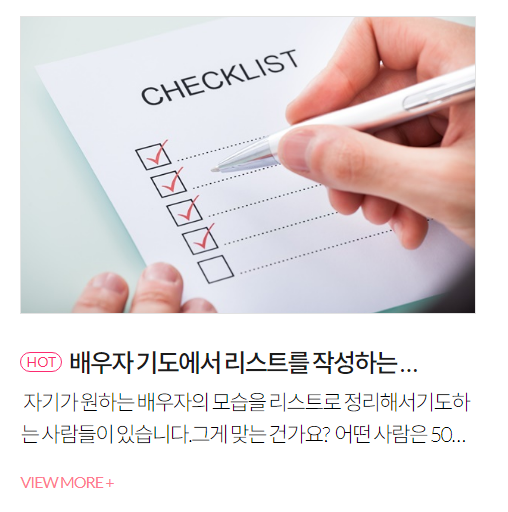 CHECKLIST
HOT 배우자 기도에서 리스트를 작성하는…
자기가 원하는 배우자의 모습을 리스트로 정리해서기도하
는 사람들이 있습니다.그게 맞는 건가요? 어떤 사람은 50…
VIEW MORE +